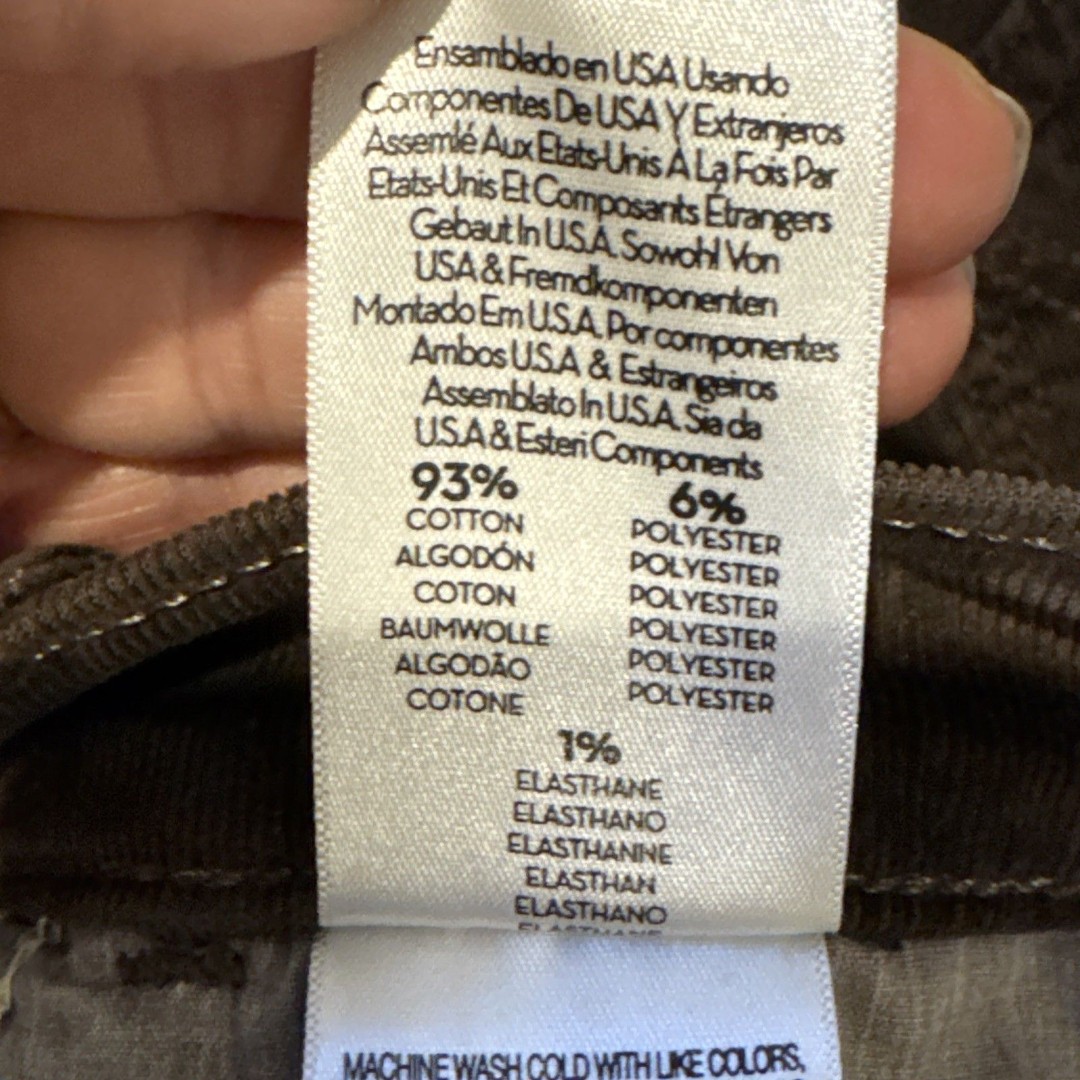 Ensamblado en USA Usando
Componentes De USA Y Extranjeros
Assemlé Aux Etats-Unis À La Fois Par
Etats-Unis Et Composants Étrangers
Gebaut In U.S.A. Sowohl Von
USA & Fremdkomponenten
Montado Em U.S.A. Por componentes
Ambos U.S.A & Estrangeiros
Assemblato In U.S.A. Sia da
U.S.A & Esteri Components
93%
COTTON
ALGODÓN
COTON
BAUMWOLLE
ALGODÃO
COTONE
6%
POLYESTER
POLYESTER
POLYESTER
POLYESTER
POLYESTER
POLYESTER
1%
ELASTHANE
ELASTHANO
ELASTHANNE
ELASTHAN
ELASTHANO
MACHINE WASH COLD WITH LIKE COLORS,